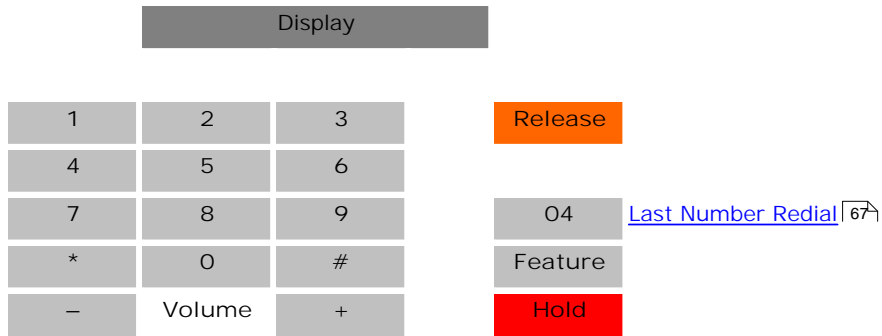 Display
1 2 3 Release
4 5 6
7 8 9 04 Last Number Redial 67
* 0 # Feature
– Volume + Hold